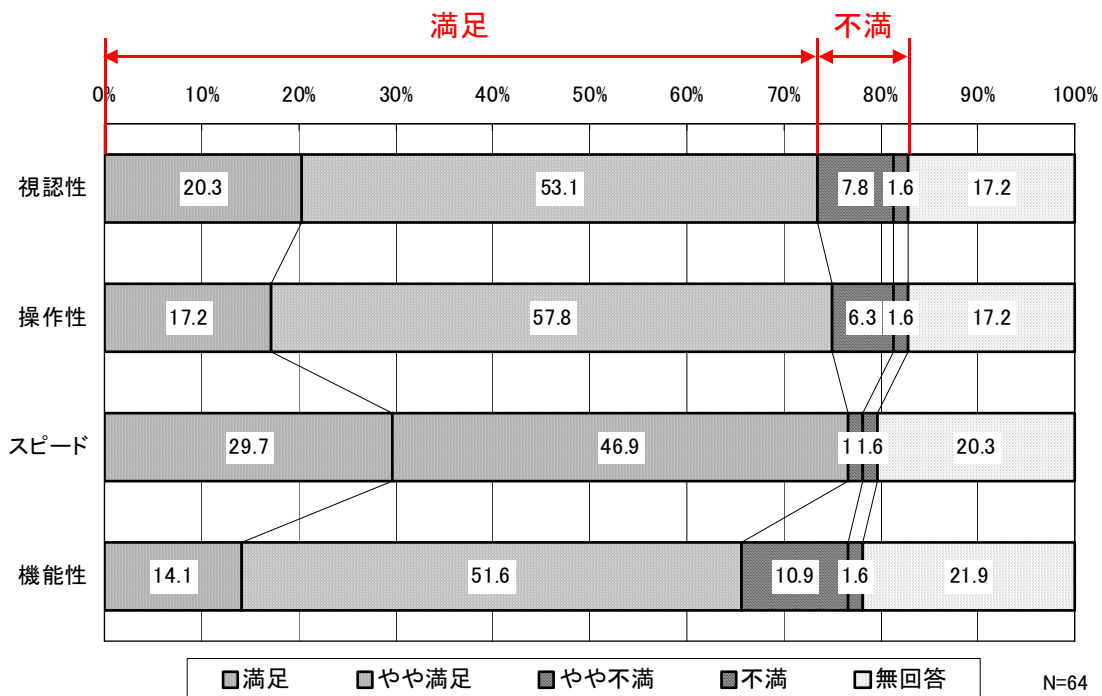 満足 不満
0% 10% 20% 30% 40% 50% 60% 70% 80% 90% 100%
視認性 20.3 53.1 7.8 1.6 17.2
操作性 17.2 57.8 6.3 1.6 17.2
スピード 29.7 46.9 1 1.6 20.3
機能性 14.1 51.6 10.9 1.6 21.9
満足 やや満足 やや不満 不満 無回答
N=64